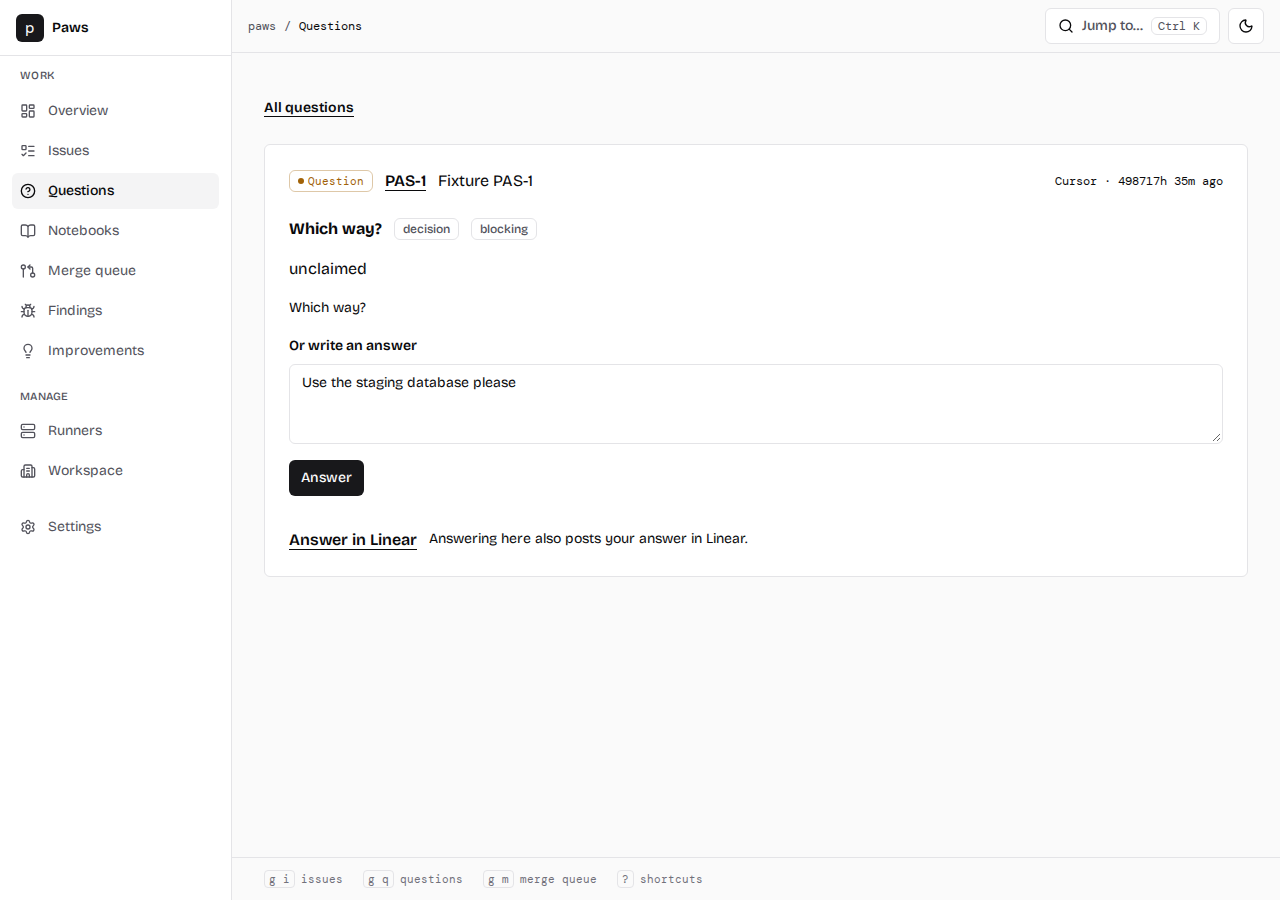 p Paws
paws / Questions
Jump to... Ctrl K
WORK
Overview
Issues
Questions
Notebooks
Merge queue
Findings
Improvements
MANAGE
Runners
Workspace
Settings
All questions
Question PAS-1 Fixture PAS-1 Cursor · 498717h 35m ago
Which way? decision blocking
unclaimed
Which way?
Or write an answer
Use the staging database please
Answer
Answer in Linear Answering here also posts your answer in Linear.
g i issues g q questions g m merge queue ? shortcuts